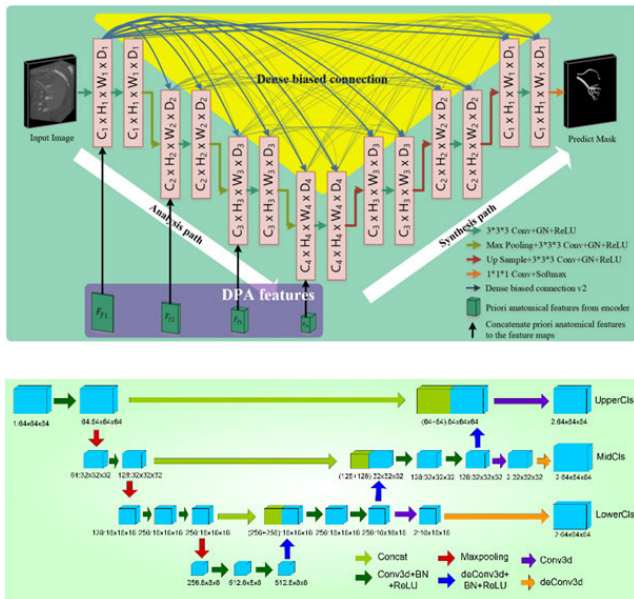 Dense biased connection
Input Image
Predict Mask
C₁ x H₁ x W₁ x D₁
C₁ x H₁ x W₁ x D₁
C₂ x H₂ x W₂ x D₂
C₂ x H₂ x W₂ x D₂
C₃ x H₃ x W₃ x D₃
C₃ x H₃ x W₃ x D₃
C₄ x H₄ x W₄ x D₄
C₄ x H₄ x W₄ x D₄
C₃ x H₃ x W₃ x D₃
C₃ x H₃ x W₃ x D₃
C₂ x H₂ x W₂ x D₂
C₂ x H₂ x W₂ x D₂
C₁ x H₁ x W₁ x D₁
C₁ x H₁ x W₁ x D₁
Analysis path
Synthesis path
DPA features
F_f1
F_f2
3*3*3 Conv+GN+ReLU
Max Pooling+3*3*3 Conv+GN+ReLU
Up Sample+3*3*3 Conv+GN+ReLU
1*1*1 Conv+Softmax
Dense biased connection v2
Priori anatomical features from encoder
Concatenate priori anatomical features
to the feature maps
1:64x64x64
64:64x64x64
(64+64):64x64x64
2:64x64x64
UpperCls
64:32x32x32
128:32x32x32
(128+128):32x32x32
128:32x32x32
128:32x32x32
2:32x32x32
2:64x64x64
MidCls
128:16x16x16
256:16x16x16
256:16x16x16
(256+256):16x16x16
256:16x16x16
256:16x16x16
2:16x16x16
2:64x64x64
LowerCls
256:8x8x8
512:8x8x8
512:8x8x8
Concat
Maxpooling
Conv3d
Conv3d+BN
+ReLU
deConv3d+
BN+ReLU
deConv3d